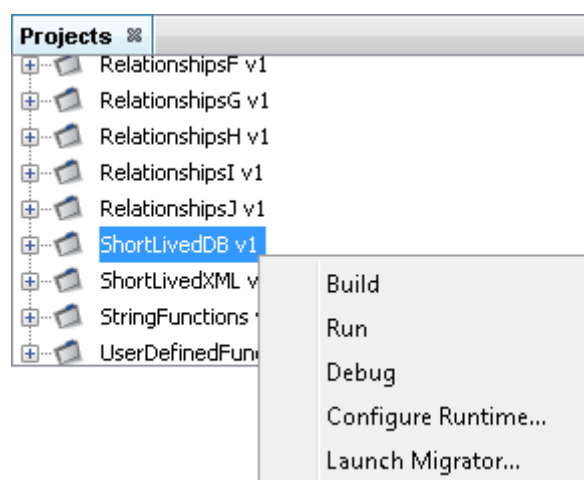 Projects
RelationshipsF v1
RelationshipsG v1
RelationshipsH v1
RelationshipsI v1
RelationshipsJ v1
ShortLivedDB v1
ShortLivedXML v
StringFunctions
UserDefinedFun
Build
Run
Debug
Configure Runtime...
Launch Migrator...